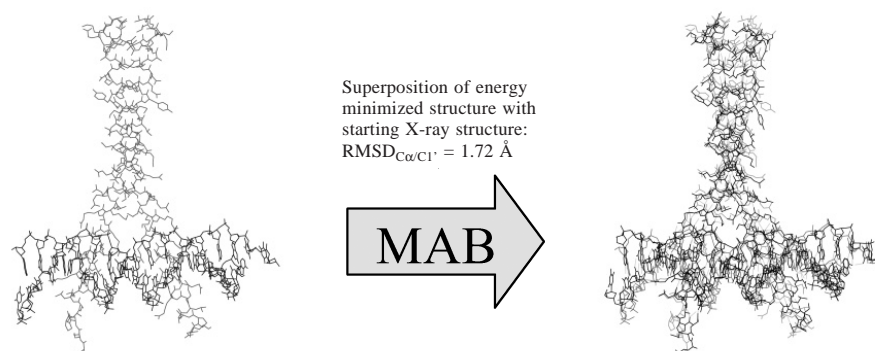 Superposition of energy
minimized structure with
starting X-ray structure:
RMSDCα/C1' = 1.72 Å
MAB